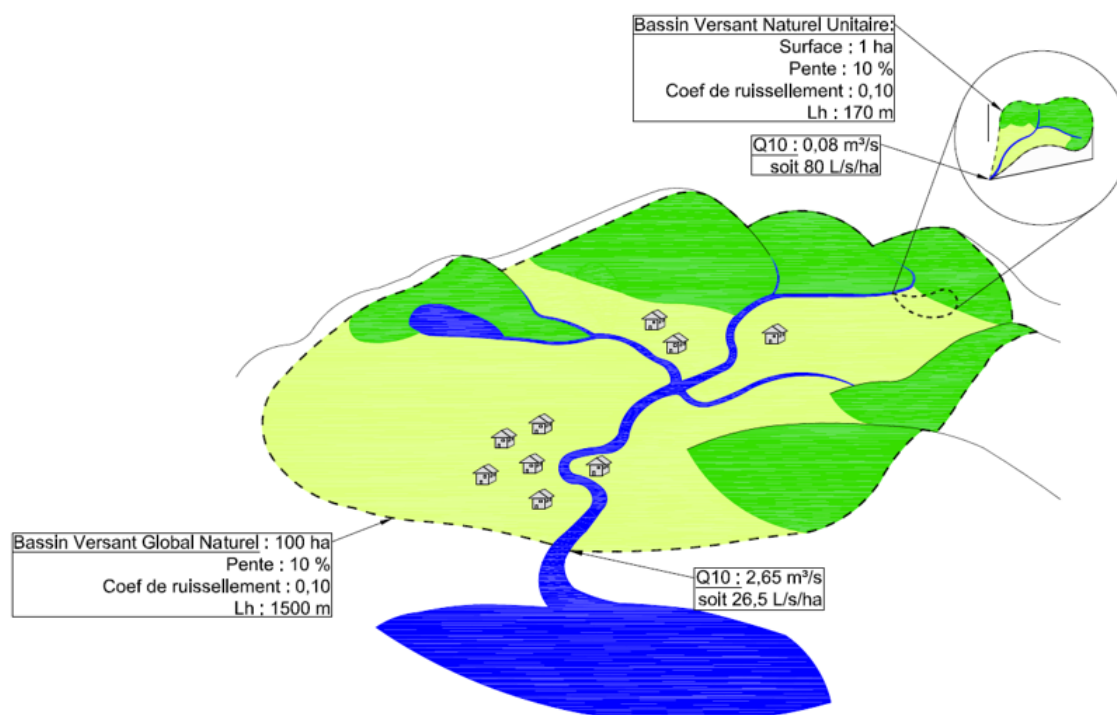 Bassin Versant Naturel Unitaire:
Surface : 1 ha
Pente : 10 %
Coef de ruissellement : 0,10
Lh : 170 m
Q10 : 0,08 m³/s
soit 80 L/s/ha
Bassin Versant Global Naturel : 100 ha
Pente : 10 %
Coef de ruissellement : 0,10
Lh : 1500 m
Q10 : 2,65 m³/s
soit 26,5 L/s/ha